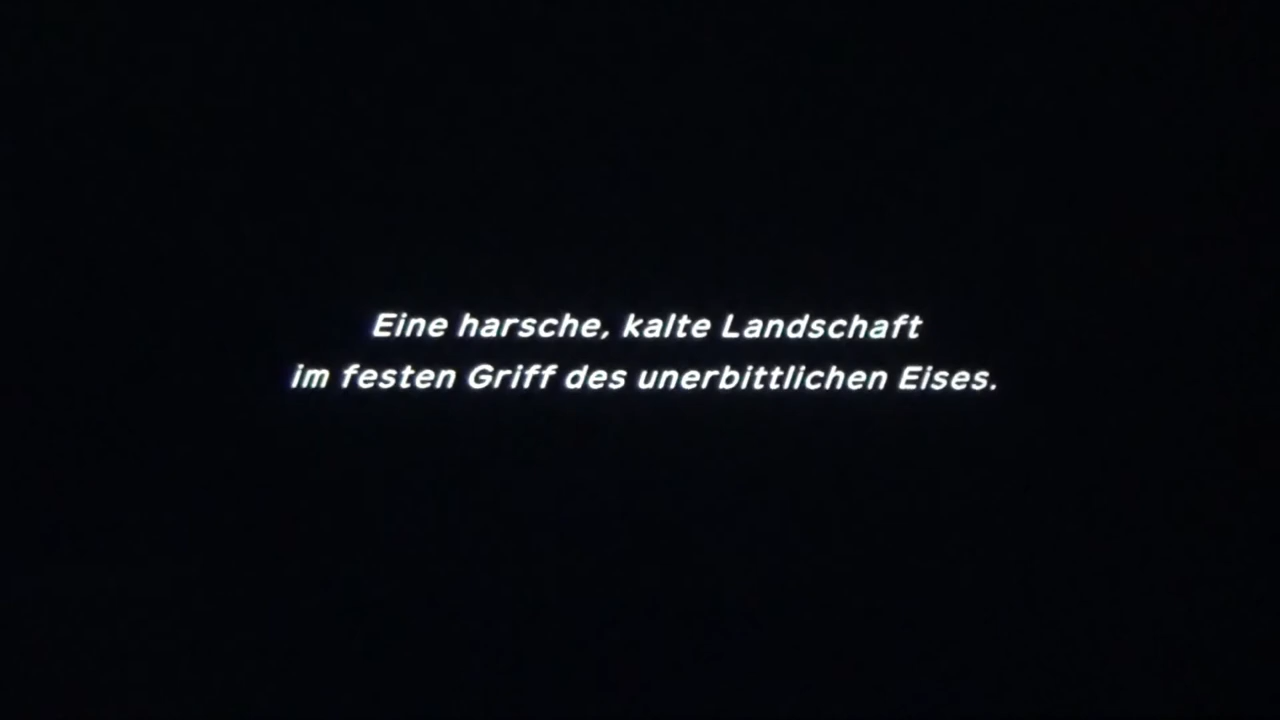 Eine harsche, kalte Landschaft
im festen Griff des unerbittlichen Eises.